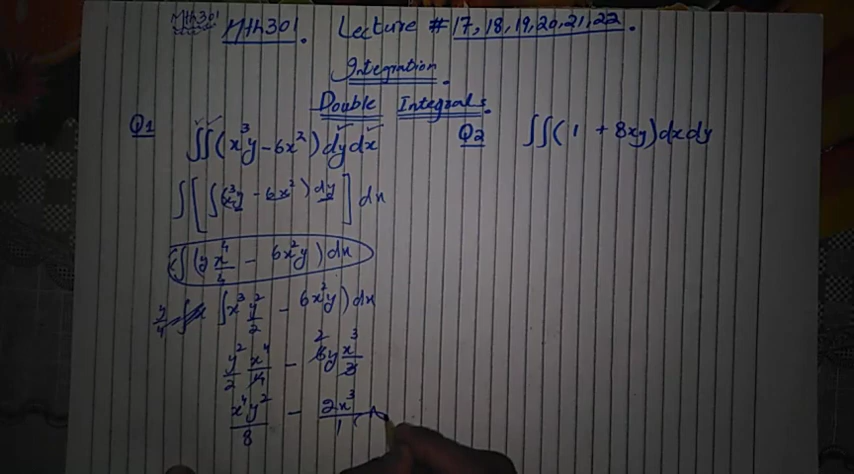 Mth301 Mth301. Lecture # 17, 18, 19, 20, 21, 22.
Integration.
Double Integrals.
Q1 ∫∫(x³y - 6x²) dy dx
Q2 ∫∫(1 + 8xy) dx dy
∫[∫(x³y - 6x²) dy] dx
∫(y x⁴/4 - 6x²y) dx
∫x³ y²/2 - 6x²y) dx
y²/2 x⁴/4 - 6y x³/3
x⁴y²/8 - 2x³/1